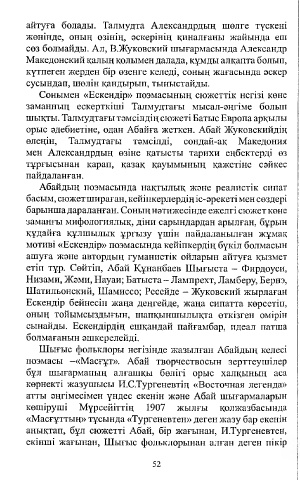 айтуға болады. Талмудта Александрдың шөлге түскені
жөнінде, оның өзінің, әскерінің қиналғаны жайында еш
сөз болмайды. Ал, В.Жуковский шығармасында Александр
Македонский қалың қолымен далада, құмды алқапта болып,
күтпеген жерден бір өзенге келеді, соның жағасында әскер
сусындап, шөлін қандырып, тыныстайды.
Сонымен «Ескендір» поэмасының сюжеттік негізі көне
заманның ескерткіші Талмудтағы мысал-әңгіме болып
шықты. Талмудтағы тәмсілдің сюжеті Батыс Европа арқылы
орыс әдебиетіне, одан Абайға жеткен. Абай Жуковскийдің
өлеңін, Талмудтағы тәмсілді, сондай-ақ Македония
мен Александрдың өзіне қатысты тарихи еңбектерді өз
тұрғысынан қарап, қазақ қауымының қажетіне сәйкес
пайдаланған.
Абайдың поэмасында нақтылық және реалистік сипат
басым, сюжет шираған, кейіпкерлердің іс-әрекеті мен сөздері
барынша дараланған. Соның нәтижесінде ежелгі сюжет көне
замағғы мифологиялық, діни сарындардан арылған, бұрын
құдайға құлшылық ұрғызу үшін пайдаланылған жұмақ
мотиві «Ескендір» поэмасында кейіпкердің бүкіл болмасын
ашуға және автордың гуманистік ойларын айтуға қызмет
етіп тұр. Сөйтіп, Абай Құнанбаев Шығыста – Фирдоуси,
Низами, Жәми, Науаи; Батыста – Лампрехт, Ламберу, Бернэ,
Шатильонский, Шамиссо; Ресейде – Жуковский жырлаған
Ескендір бейнесін жаңа деңгейде, жаңа сипатта көрсетіп,
оның тойымсыздығын, шапқыншылықта өткізген өмірін
сынайды. Ескендірдің ешқандай пайғамбар, идеал патша
болмағанын әшкерелейді.
Шығыс фольклоры негізінде жазылған Абайдың келесі
поэмасы –«Масғұт». Абай творчествосын зерттеушілер
бұл шығарманың алғашқы бөлігі орыс халқының аса
көрнекті жазушысы И.С.Тургеневтің «Восточная легенда»
атты әңгімесімен үндес екенін және Абай шығармаларын
көшіруші Мүрсейіттің 1907 жылғы қолжазбасында
«Масғұттың» тұсында «Тургеневтен» деген жазу бар екенін
анықтап, бұл сюжетті Абай, бір жағынан, И.Тургеневтен,
екінші жағынан, Шығыс фольклорынан алған деген пікір
52